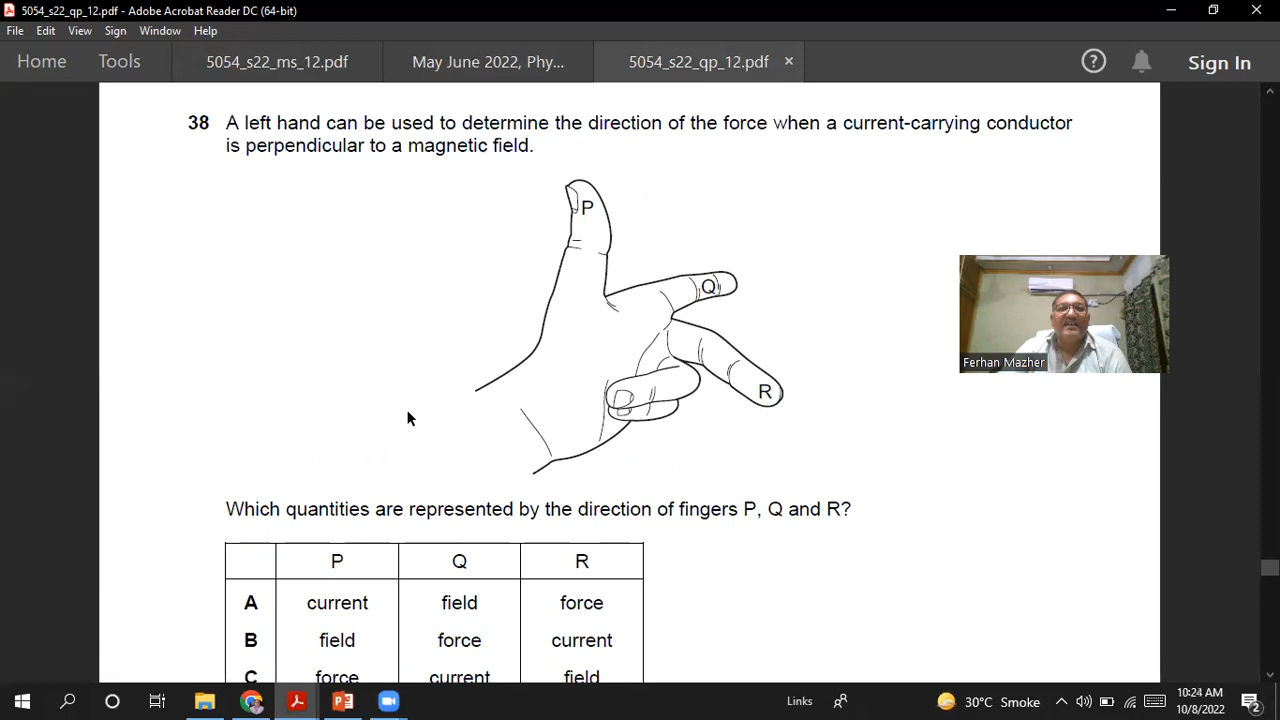 5054_s22_qp_12.pdf - Adobe Acrobat Reader DC (64-bit)
File Edit View Sign Window Help
Home Tools 5054_s22_ms_12.pdf May June 2022, Phy... 5054_s22_qp_12.pdf × ? Sign In
38 A left hand can be used to determine the direction of the force when a current-carrying conductor
is perpendicular to a magnetic field.
P
Q
R
Ferhan Mazher
Which quantities are represented by the direction of fingers P, Q and R?
P Q R
A current field force
B field force current
C force current field
Links 30°C Smoke 10:24 AM
10/8/2022 2